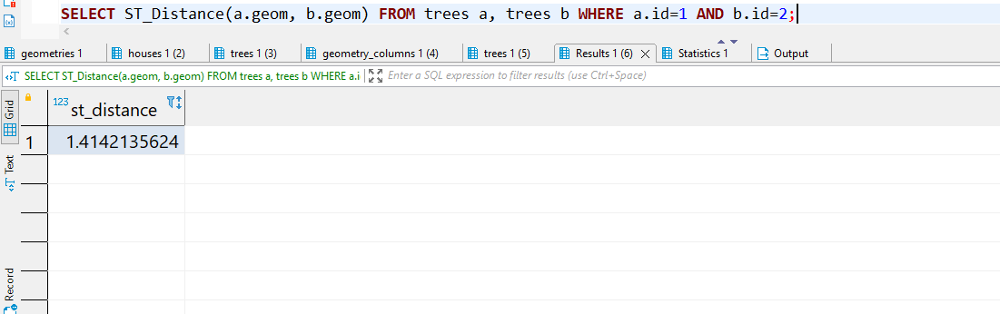 SELECT ST_Distance(a.geom, b.geom) FROM trees a, trees b WHERE a.id=1 AND b.id=2;
geometries 1 houses 1 (2) trees 1 (3) geometry_columns 1 (4) trees 1 (5) Results 1 (6) Statistics 1 Output
SELECT ST_Distance(a.geom, b.geom) FROM trees a, trees b WHERE a.i Enter a SQL expression to filter results (use Ctrl+Space)
Grid
123 st_distance
1 1.4142135624
Text
Record